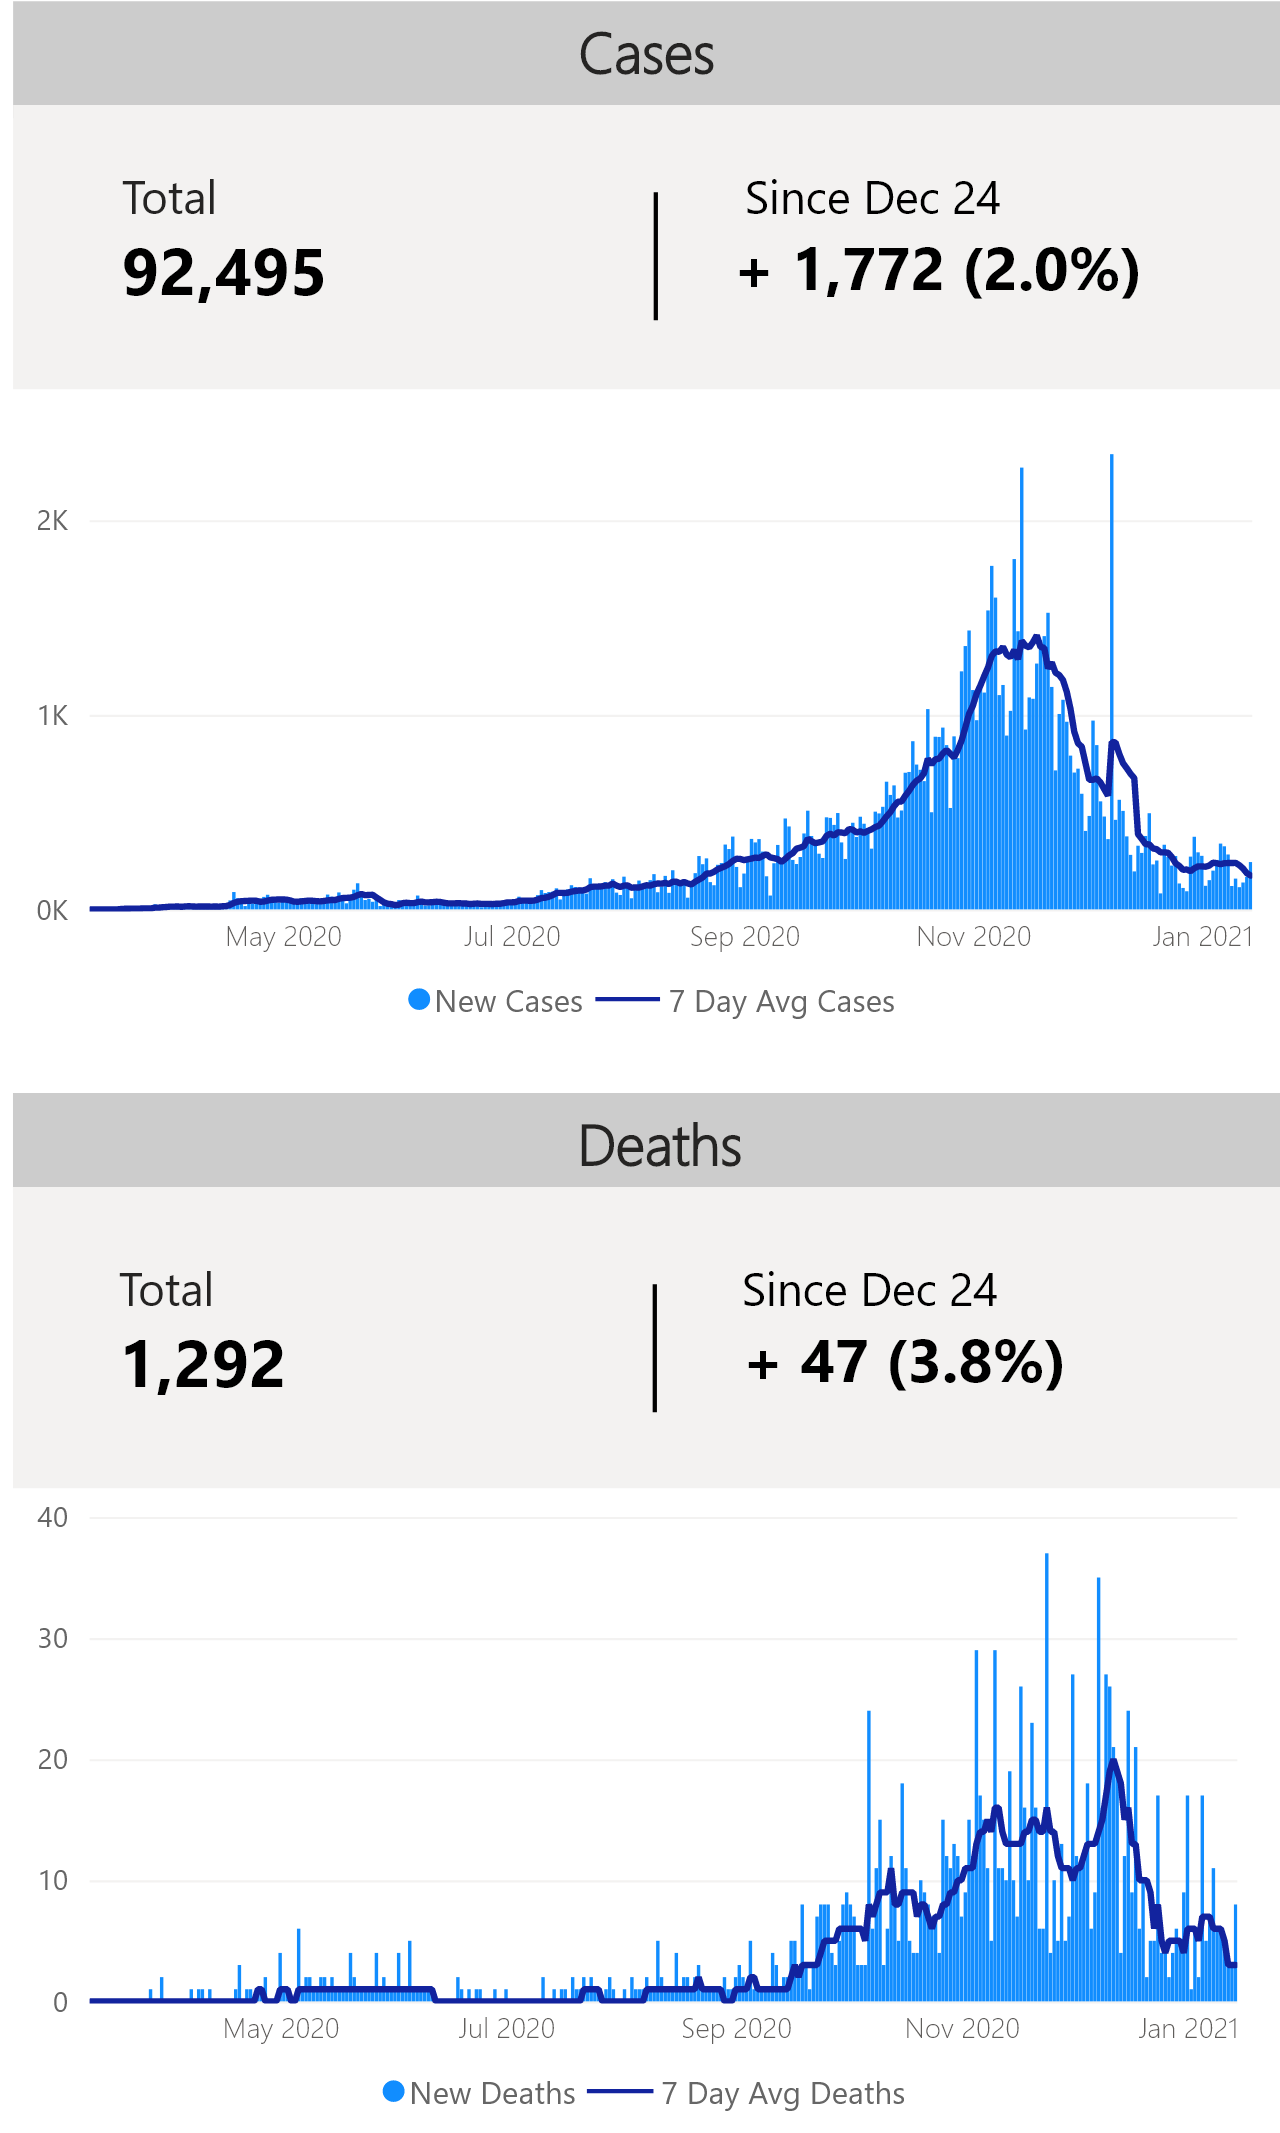 Cases
Total
Since Dec 24
92,495
+ 1,772 (2.0%)
2K
1K
0K
May 2020
Jul 2020
Sep 2020
Nov 2020
Jan 2021
New Cases
7 Day Avg Cases
Deaths
Total
Since Dec 24
1,292
+ 47 (3.8%)
40
30
20
10
0
May 2020
Jul 2020
Sep 2020
Nov 2020
Jan 2021
New Deaths
7 Day Avg Deaths